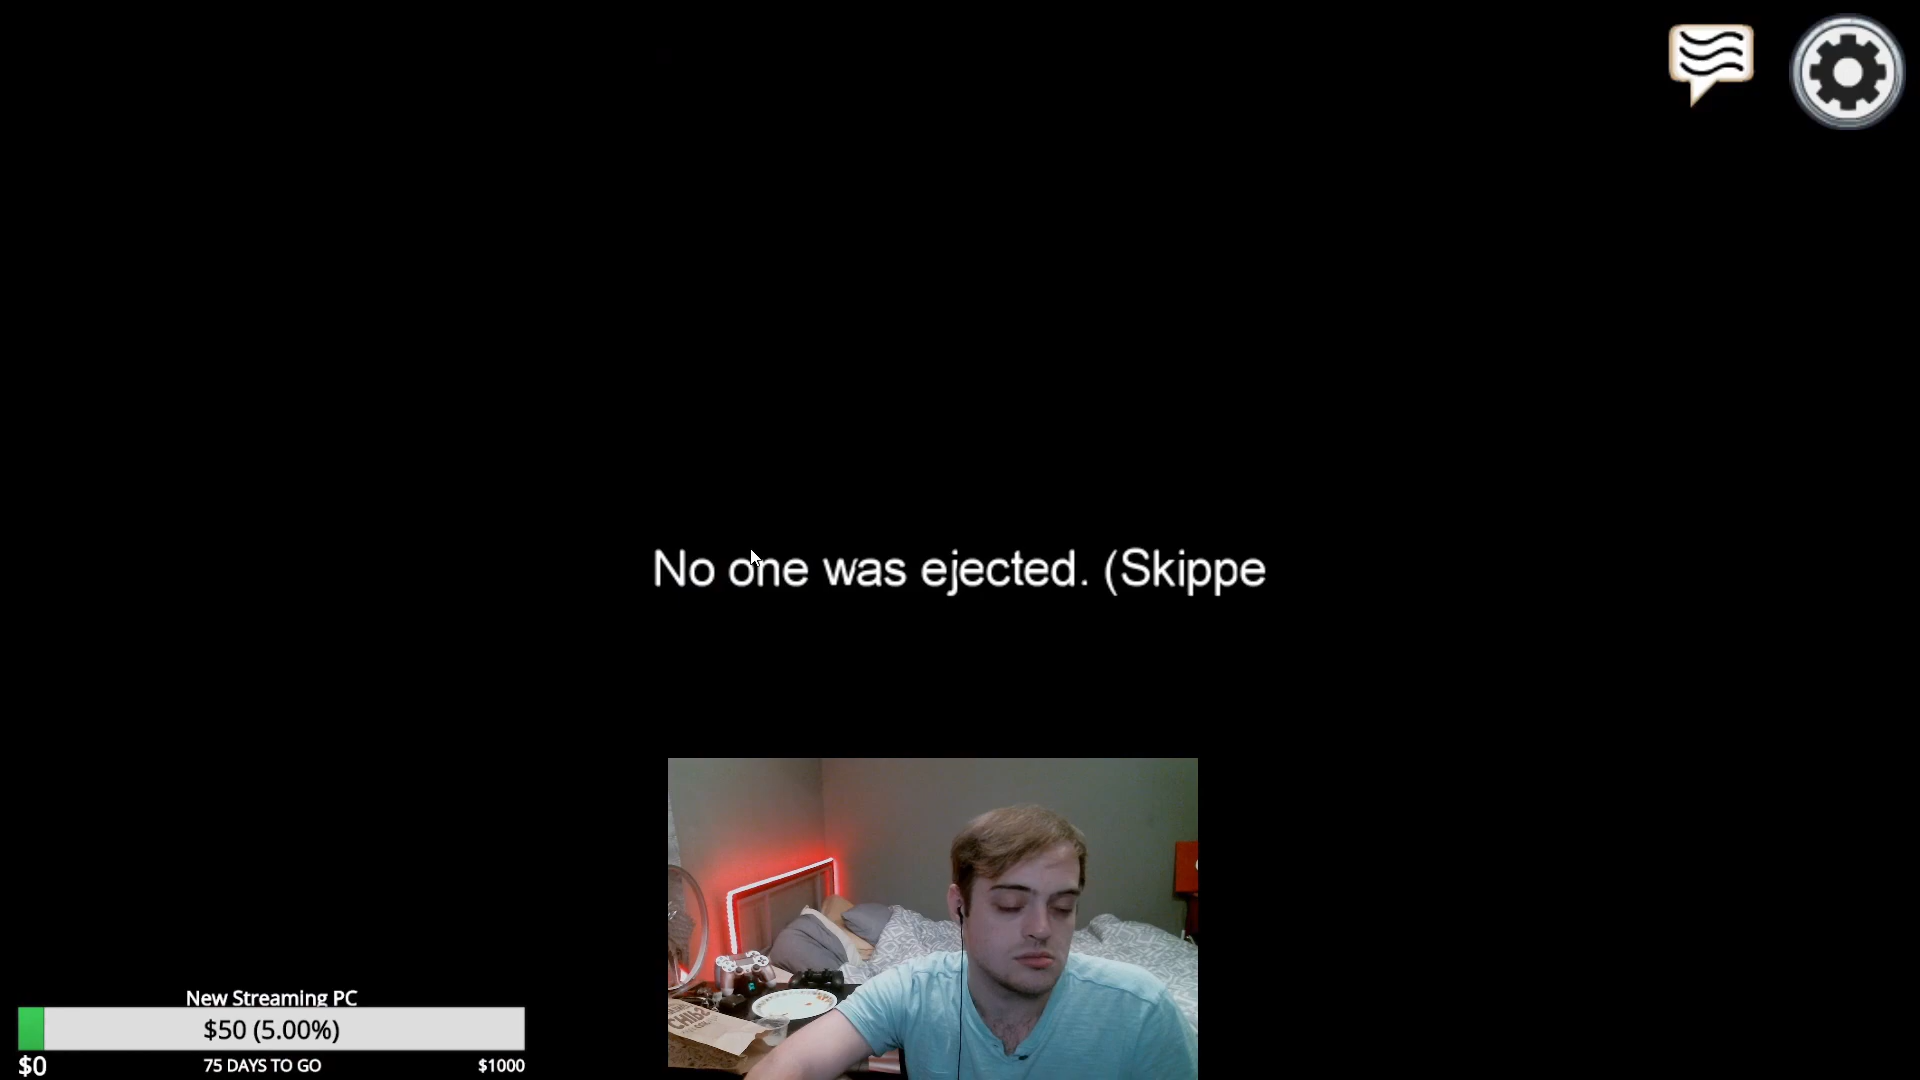 No one was ejected. (Skippe
New Streaming PC
$50 (5.00%)
$0 75 DAYS TO GO $1000